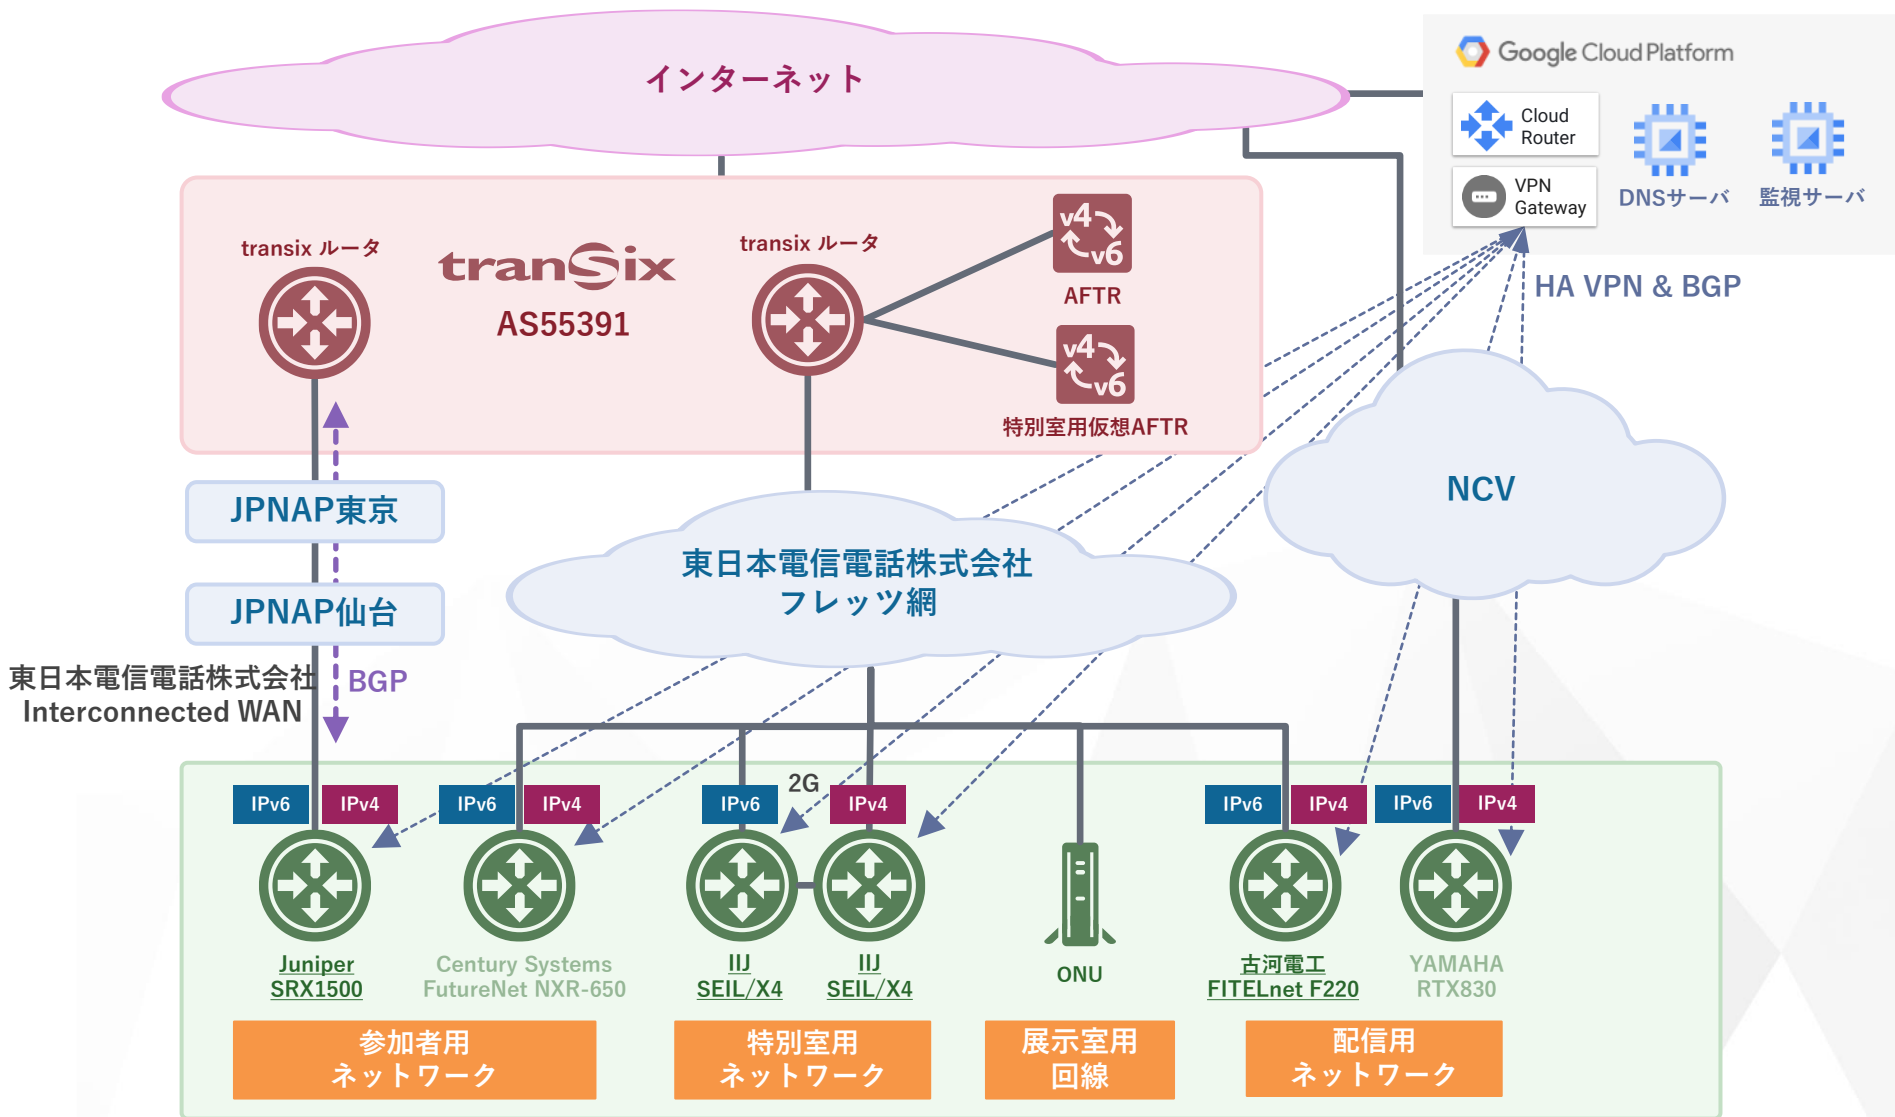 インターネット
Google Cloud Platform
Cloud
Router
VPN
Gateway
DNSサーバ
監視サーバ
HA VPN & BGP
transix ルータ
tranSix
AS55391
transix ルータ
v4
v6
AFTR
v4
v6
特別室用仮想AFTR
JPNAP東京
JPNAP仙台
東日本電信電話株式会社
Interconnected WAN
BGP
東日本電信電話株式会社
フレッツ網
NCV
2G
IPv6
IPv4
IPv6
IPv4
IPv6
IPv4
IPv6
IPv4
IPv6
IPv4
Juniper
SRX1500
Century Systems
FutureNet NXR-650
IIJ
SEIL/X4
IIJ
SEIL/X4
ONU
古河電工
FITELnet F220
YAMAHA
RTX830
参加者用
ネットワーク
特別室用
ネットワーク
展示室用
回線
配信用
ネットワーク